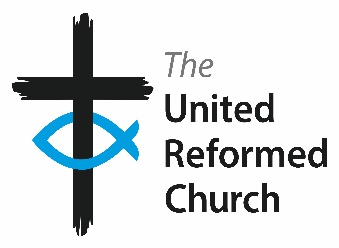 The
United
Reformed
Church